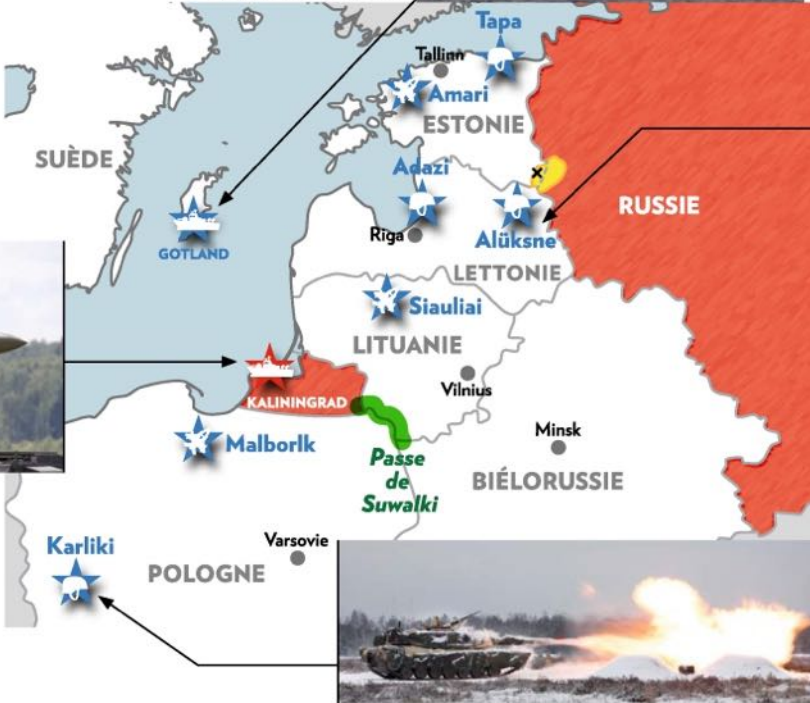 Tapa
Tallinn
Amari
ESTONIE
SUÈDE
Adazi
RUSSIE
Riga
Alüksne
GOTLAND
LETTONIE
Siauliai
LITUANIE
Vilnius
KALININGRAD
Malborlk
Minsk
Passe
de
Suwalki
BIÉLORUSSIE
Karliki
Varsovie
POLOGNE